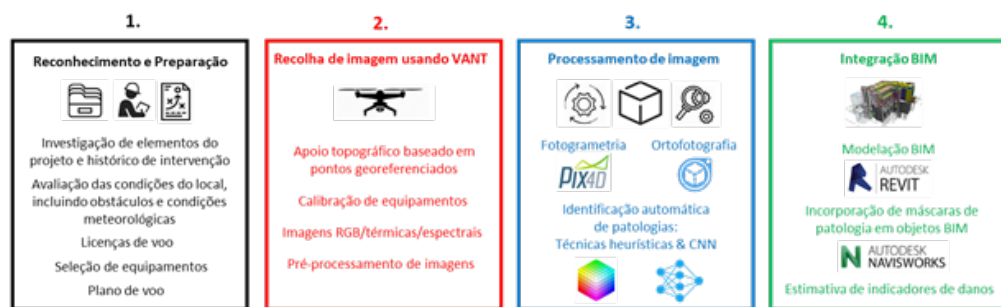 1.
Reconhecimento e Preparação
Investigação de elementos do
projeto e histórico de intervenção
Avaliação das condições do local,
incluindo obstáculos e condições
meteorológicas
Licenças de voo
Seleção de equipamentos
Plano de voo
2.
Recolha de imagem usando VANT
Apoio topográfico baseado em
pontos georeferenciados
Calibração de equipamentos
Imagens RGB/térmicas/espectrais
Pré-processamento de imagens
3.
Processamento de imagem
Fotogrametria
Ortofotografia
PIX4D
Identificação automática
de patologias:
Técnicas heurísticas & CNN
4.
Integração BIM
Modelação BIM
AUTODESK
REVIT
Incorporação de máscaras de
patologia em objetos BIM
AUTODESK
NAVISWORKS
Estimativa de indicadores de danos